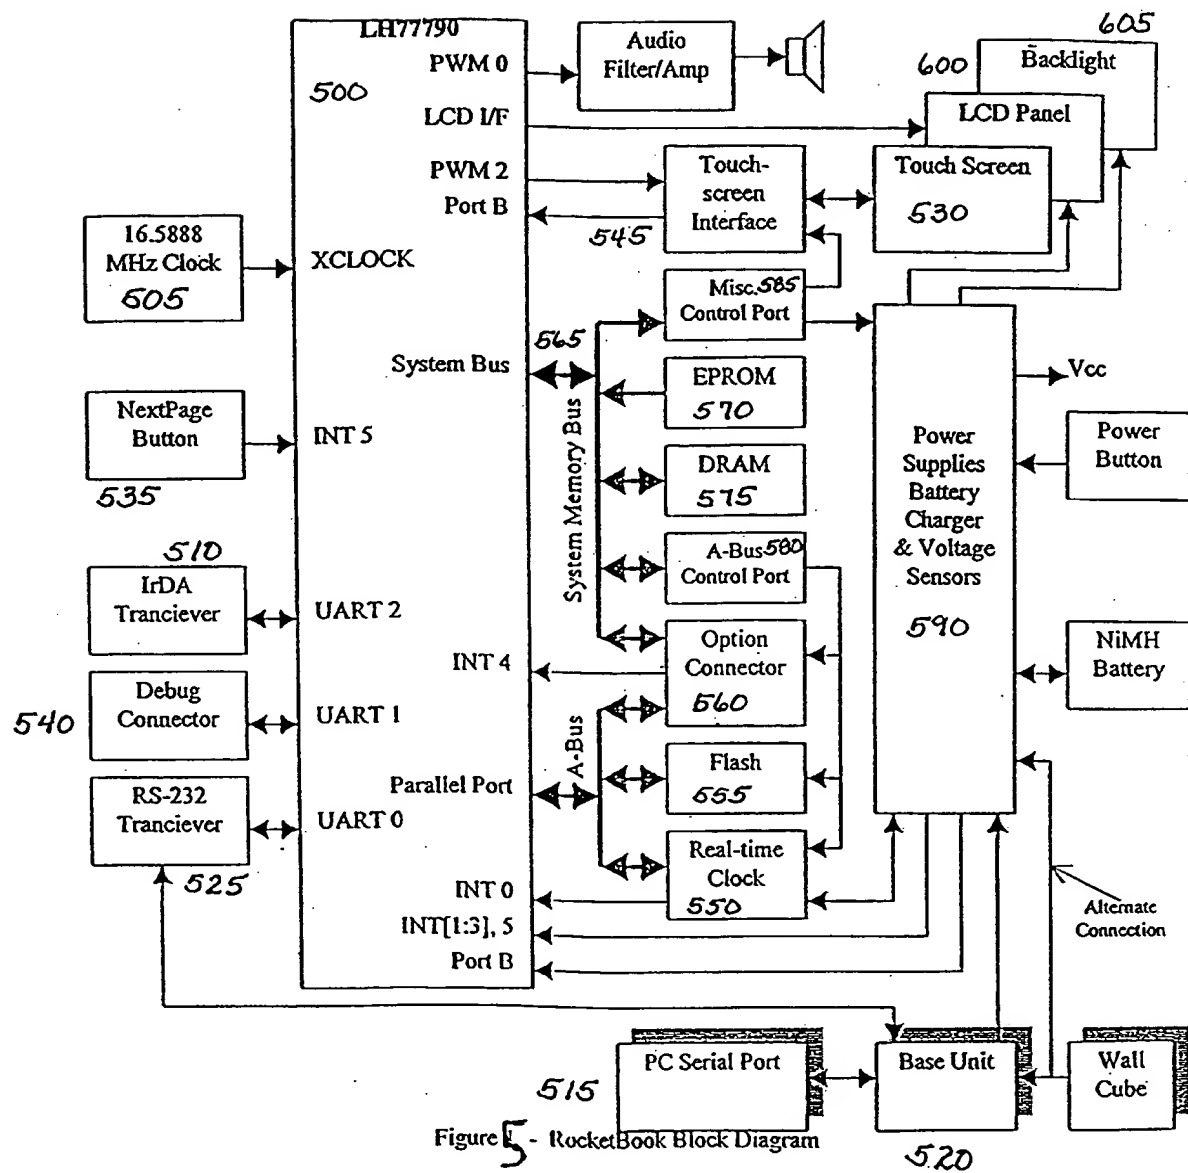 LH77790
500
PWM 0
LCD I/F
PWM 2
Port B
XCLOCK
System Bus
INT 5
UART 2
INT 4
UART 1
Parallel Port
UART 0
INT 0
INT[1:3], 5
Port B
Audio
Filter/Amp
605
Backlight
600
LCD Panel
Touch Screen
530
Touch-
screen
Interface
545
16.5888
MHz Clock
505
Misc. 585
Control Port
565
EPROM
570
Vcc
NextPage
Button
535
System Memory Bus
DRAM
575
Power
Supplies
Battery
Charger
& Voltage
Sensors
590
Power
Button
510
IrDA
Tranciever
A-Bus 580
Control Port
Option
Connector
560
NiMH
Battery
Debug
Connector
540
A-Bus
Flash
555
RS-232
Tranciever
525
Real-time
Clock
550
Alternate
Connection
PC Serial Port
515
Base Unit
520
Wall
Cube
Figure 5 - RocketBook Block Diagram